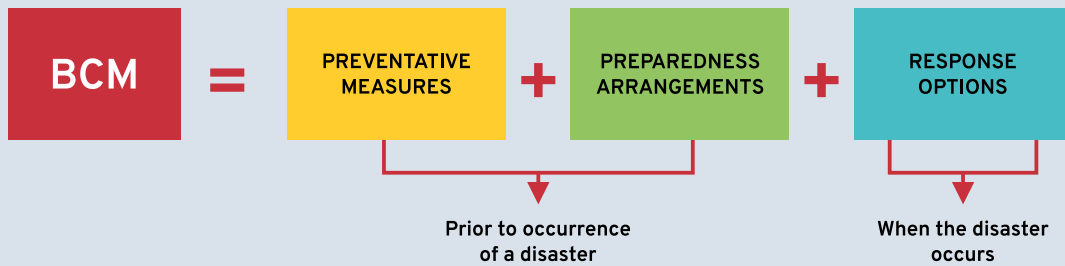 BCM
=
PREVENTATIVE
MEASURES
+
PREPAREDNESS
ARRANGEMENTS
+
RESPONSE
OPTIONS
Prior to occurrence
of a disaster
When the disaster
occurs